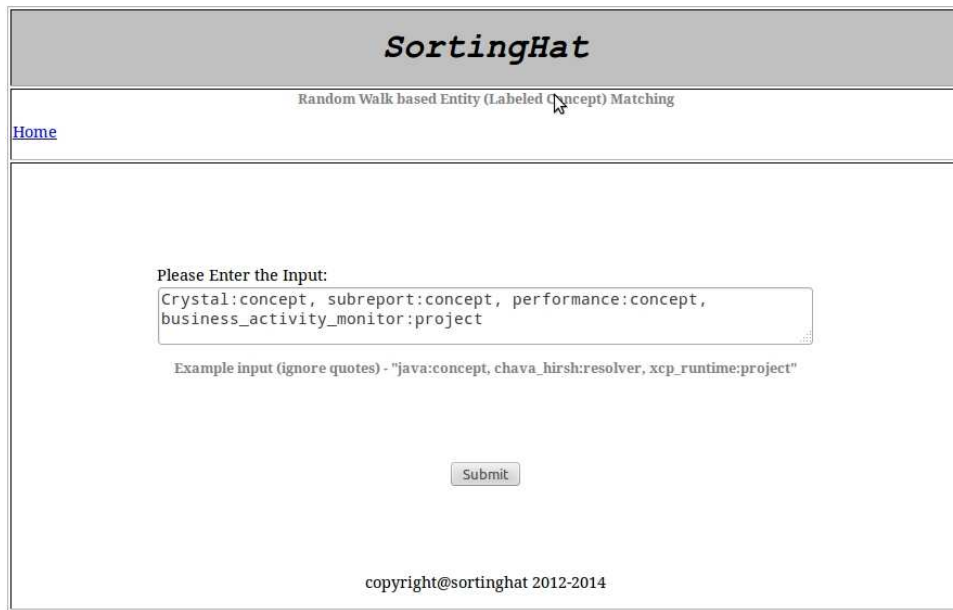 SortingHat
Random Walk based Entity (Labeled Concept) Matching
Home
Please Enter the Input:
Crystal:concept, subreport:concept, performance:concept,
business_activity_monitor:project
Example input (ignore quotes) - "java:concept, chava_hirsh:resolver, xcp_runtime:project"
Submit
copyright@sortinghat 2012-2014